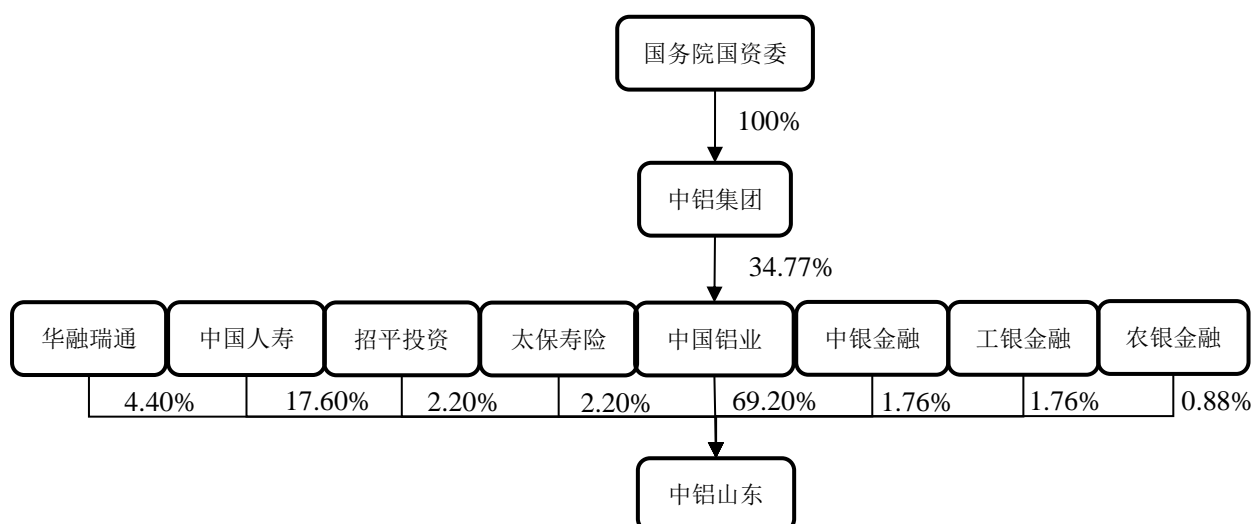 国务院国资委
100%
中铝集团
34.77%
华融瑞通 中国人寿 招平投资 太保寿险 中国铝业 中银金融 工银金融 农银金融
4.40% 17.60% 2.20% 2.20% 69.20% 1.76% 1.76% 0.88%
中铝山东